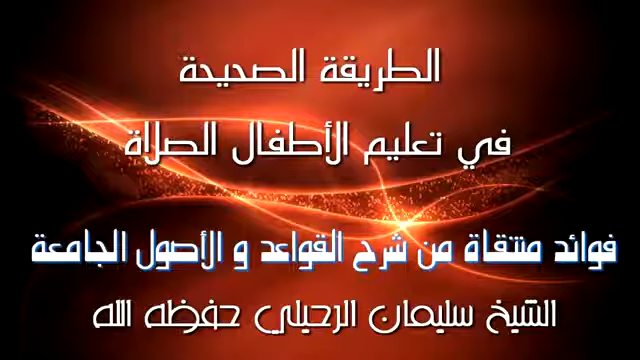 الطريقة الصحيحة
في تعليم الأطفال الصلاة
فوائد منتقاة من شرح القواعد و الأصول الجامعة
الشيخ سليمان الرحيلي حفظه الله